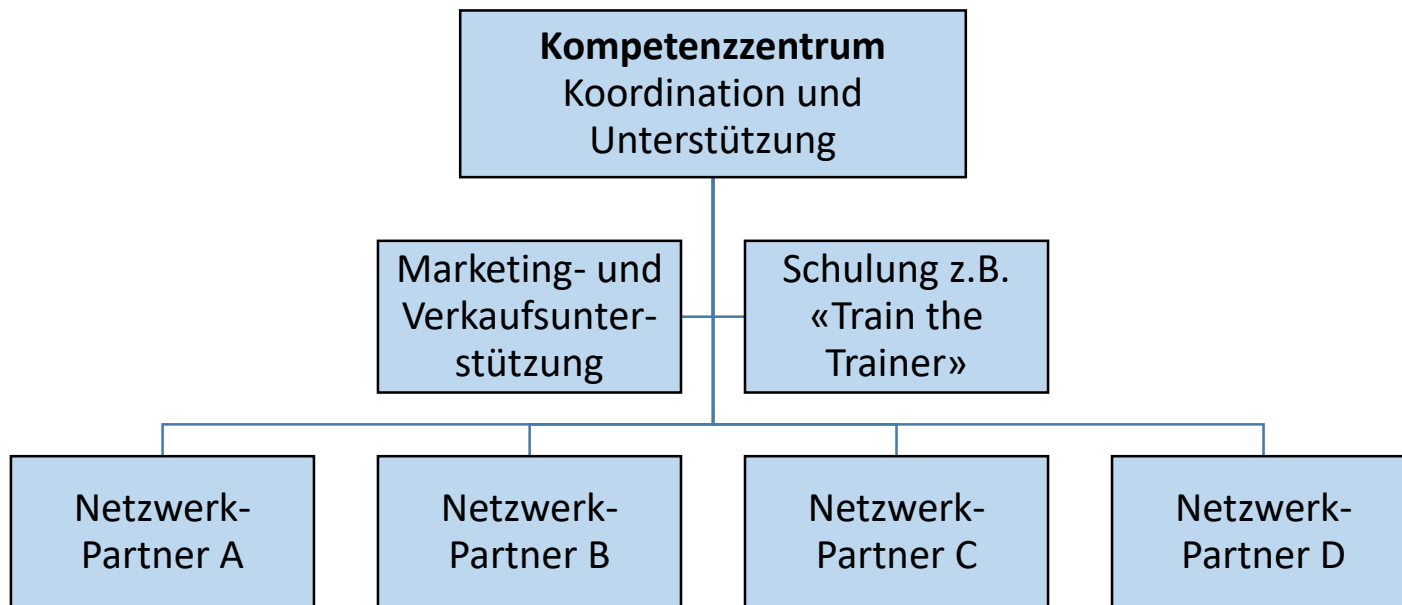 Kompetenzzentrum
Koordination und
Unterstützung
Marketing- und
Verkaufsunter-
stützung
Schulung z.B.
«Train the
Trainer»
Netzwerk-
Partner A
Netzwerk-
Partner B
Netzwerk-
Partner C
Netzwerk-
Partner D